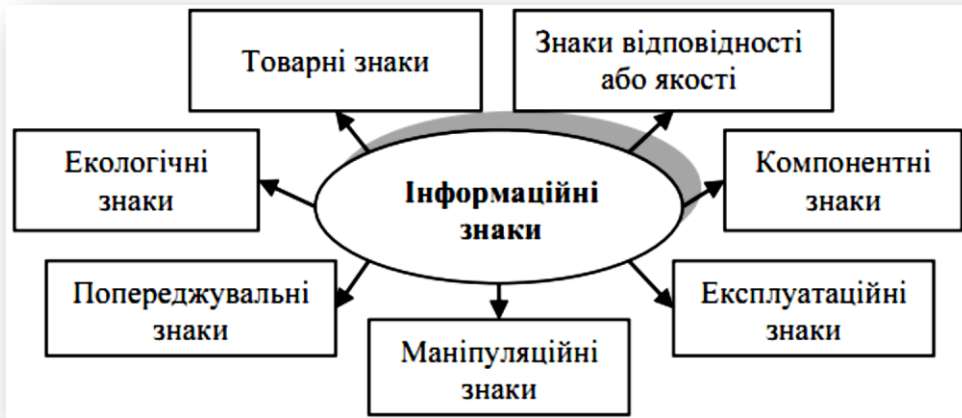 Товарні знаки
Знаки відповідності
або якості
Екологічні
знаки
Інформаційні
знаки
Компонентні
знаки
Попереджувальні
знаки
Маніпуляційні
знаки
Експлуатаційні
знаки